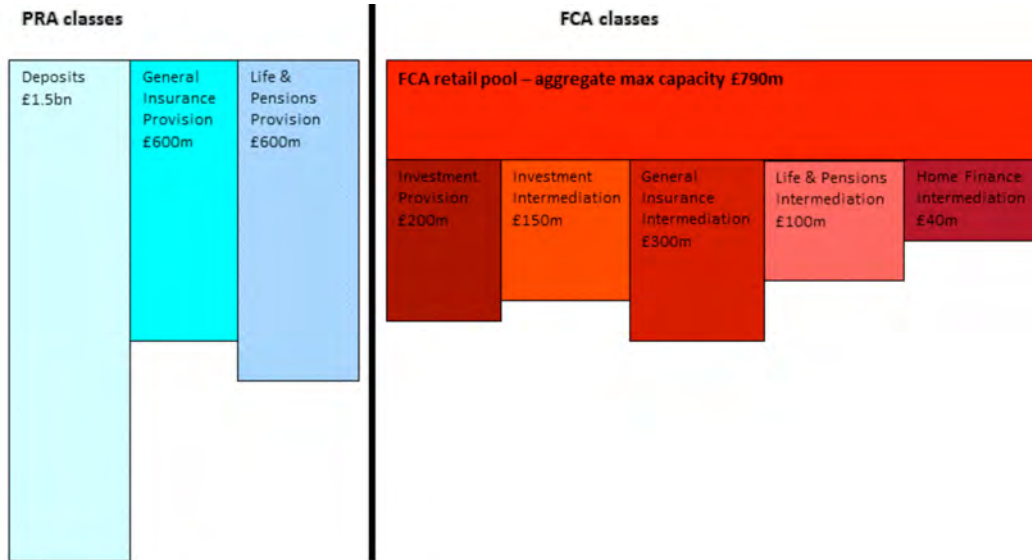 PRA classes
FCA classes
Deposits
£1.5bn
General
Insurance
Provision
£600m
Life &
Pensions
Provision
£600m
FCA retail pool – aggregate max capacity £790m
Investment
Provision
£200m
Investment
Intermediation
£150m
General
Insurance
Intermediation
£300m
Life & Pensions
Intermediation
£100m
Home Finance
Intermediation
£40m